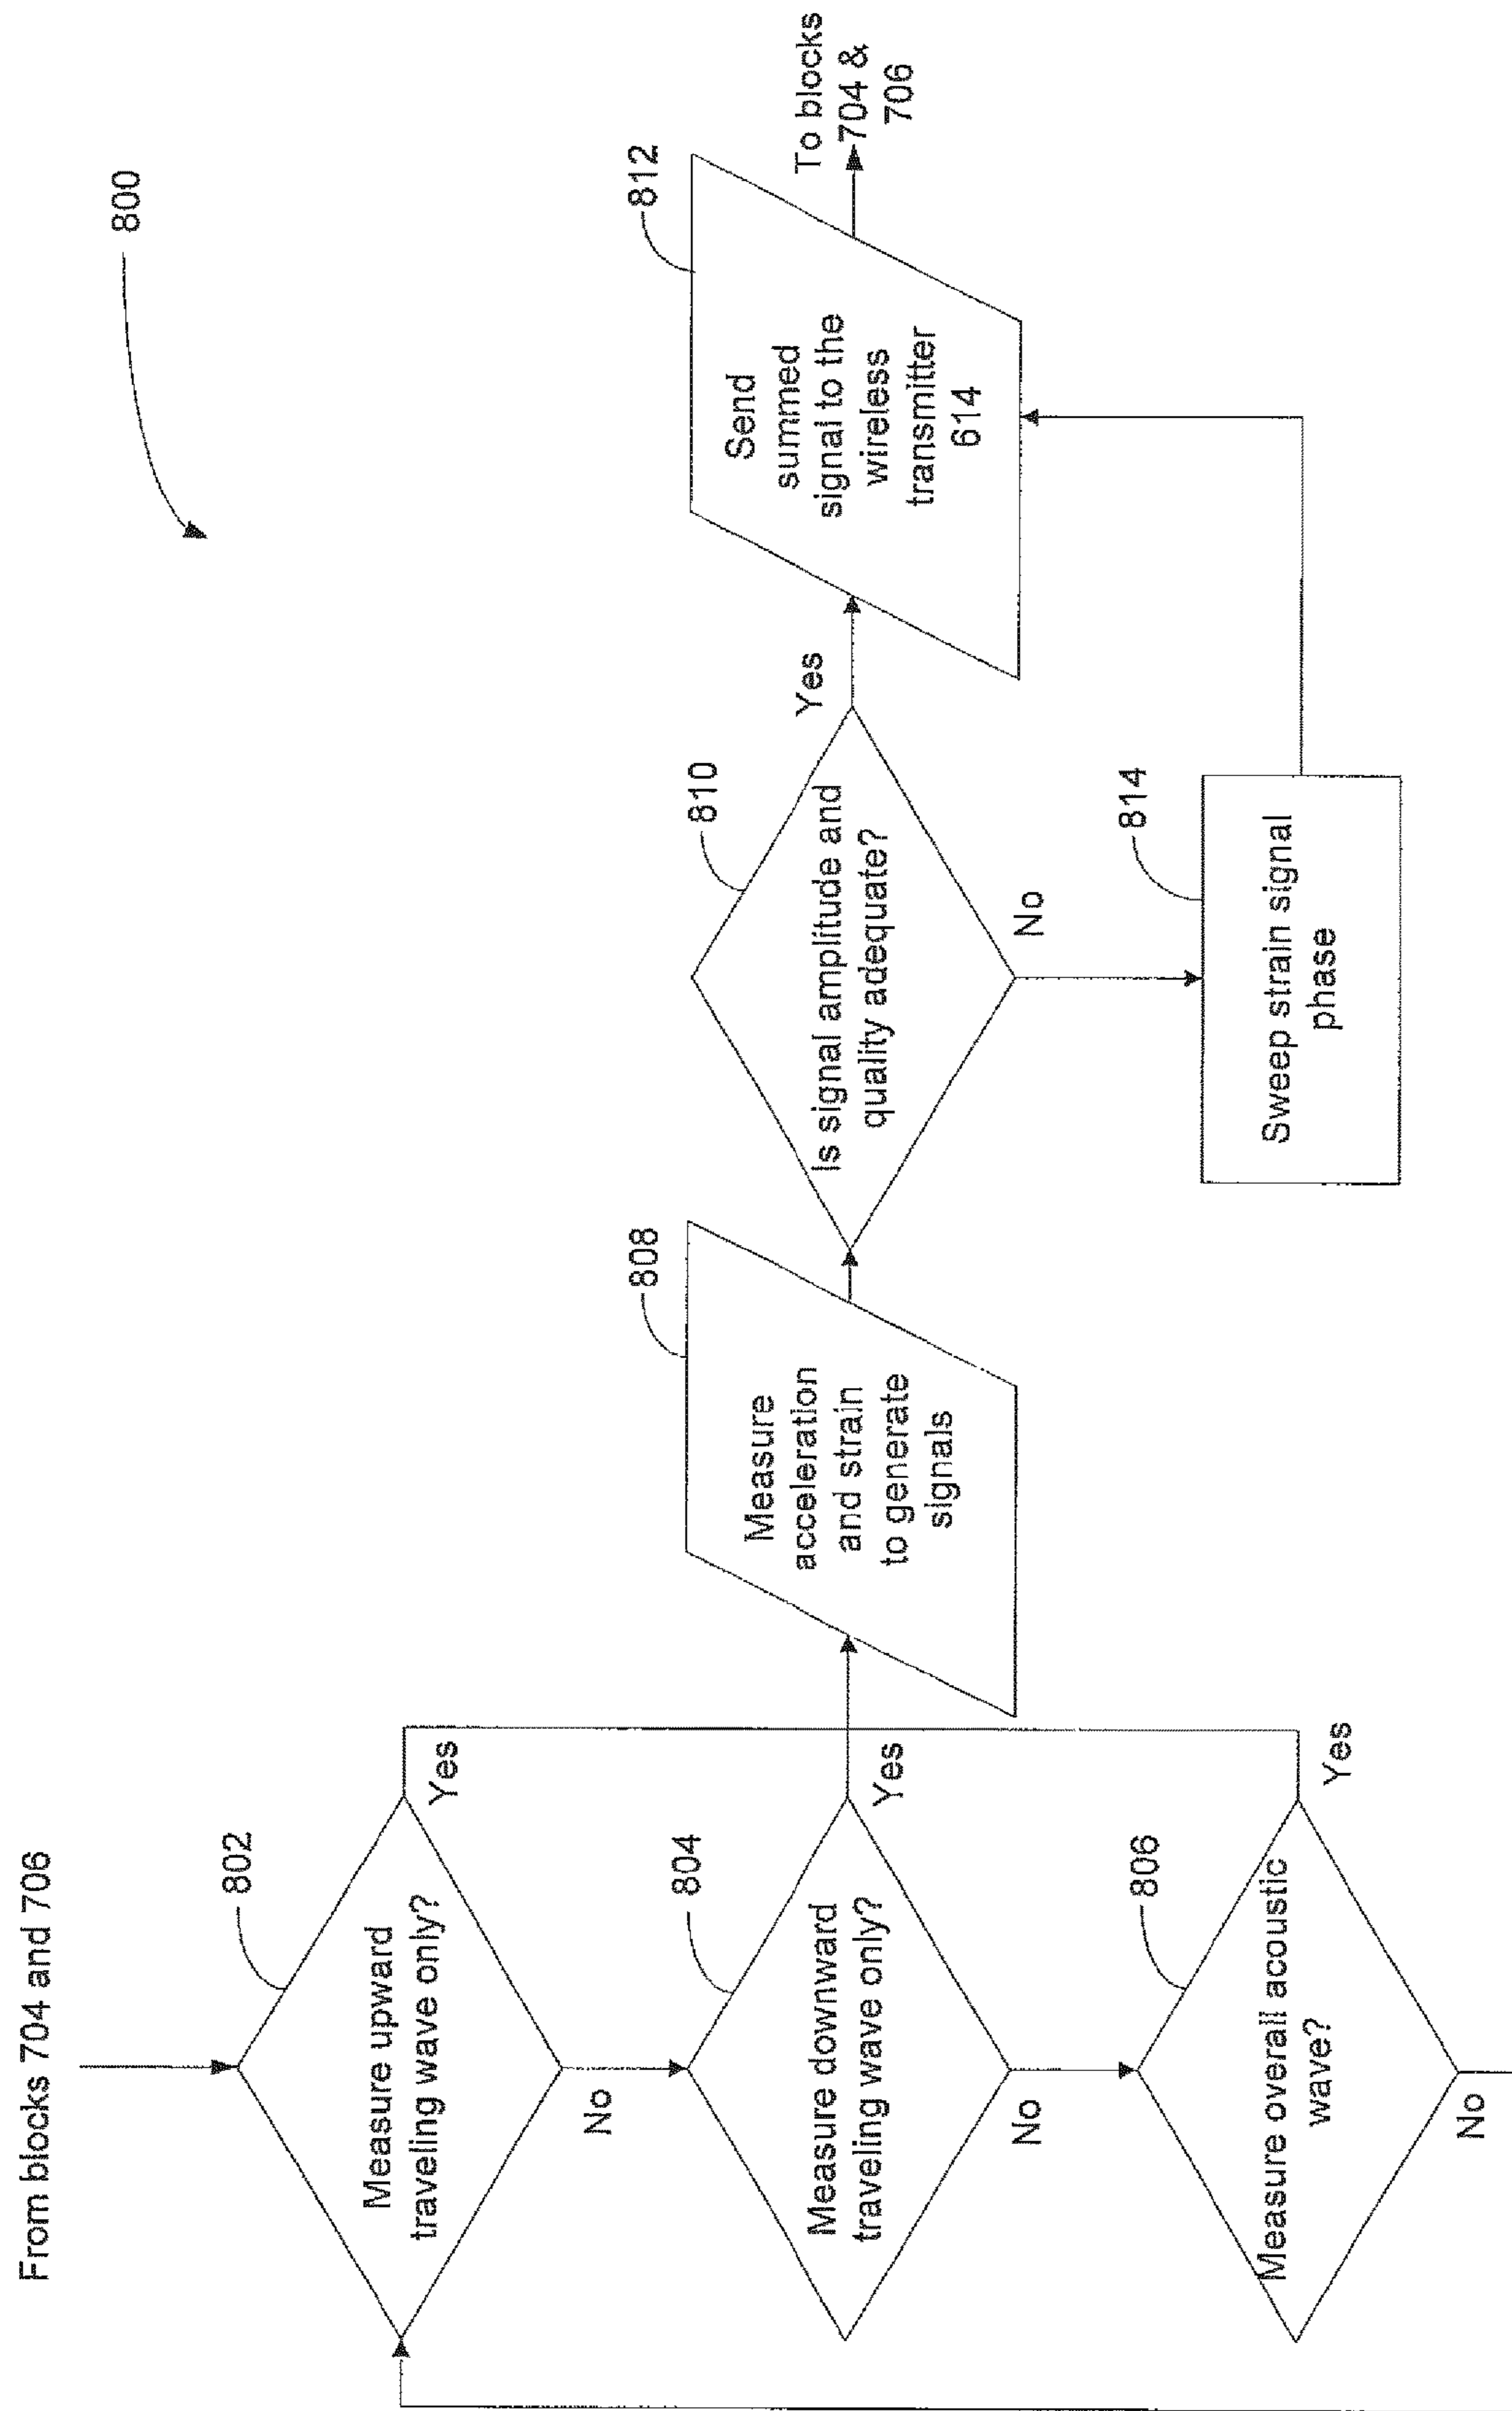 800
From blocks 704 and 706
802
Measure upward
traveling wave only?
Yes
No
804
Measure downward
traveling wave only?
Yes
No
806
Measure overall acoustic
wave?
Yes
No
808
Measure
acceleration
and strain
to generate
signals
810
Is signal amplitude and
quality adequate?
Yes
No
812
Send
summed
signal to the
wireless
transmitter
614
To blocks
704 &
706
814
Sweep strain signal
phase